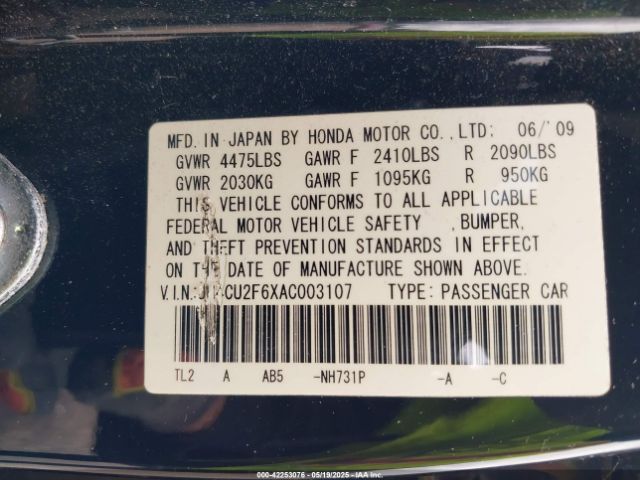 MFD. IN JAPAN BY HONDA MOTOR CO., LTD: 06/'09
GVWR 4475LBS GAWR F 2410LBS R 2090LBS
GVWR 2030KG GAWR F 1095KG R 950KG
THIS VEHICLE CONFORMS TO ALL APPLICABLE
FEDERAL MOTOR VEHICLE SAFETY , BUMPER,
AND THEFT PREVENTION STANDARDS IN EFFECT
ON THE DATE OF MANUFACTURE SHOWN ABOVE.
V.I.N.: CU2F6XAC003107 TYPE: PASSENGER CAR
TL2 A AB5 -NH731P -A -C
000-42253076 - 05/19/2025 - IAA Inc.